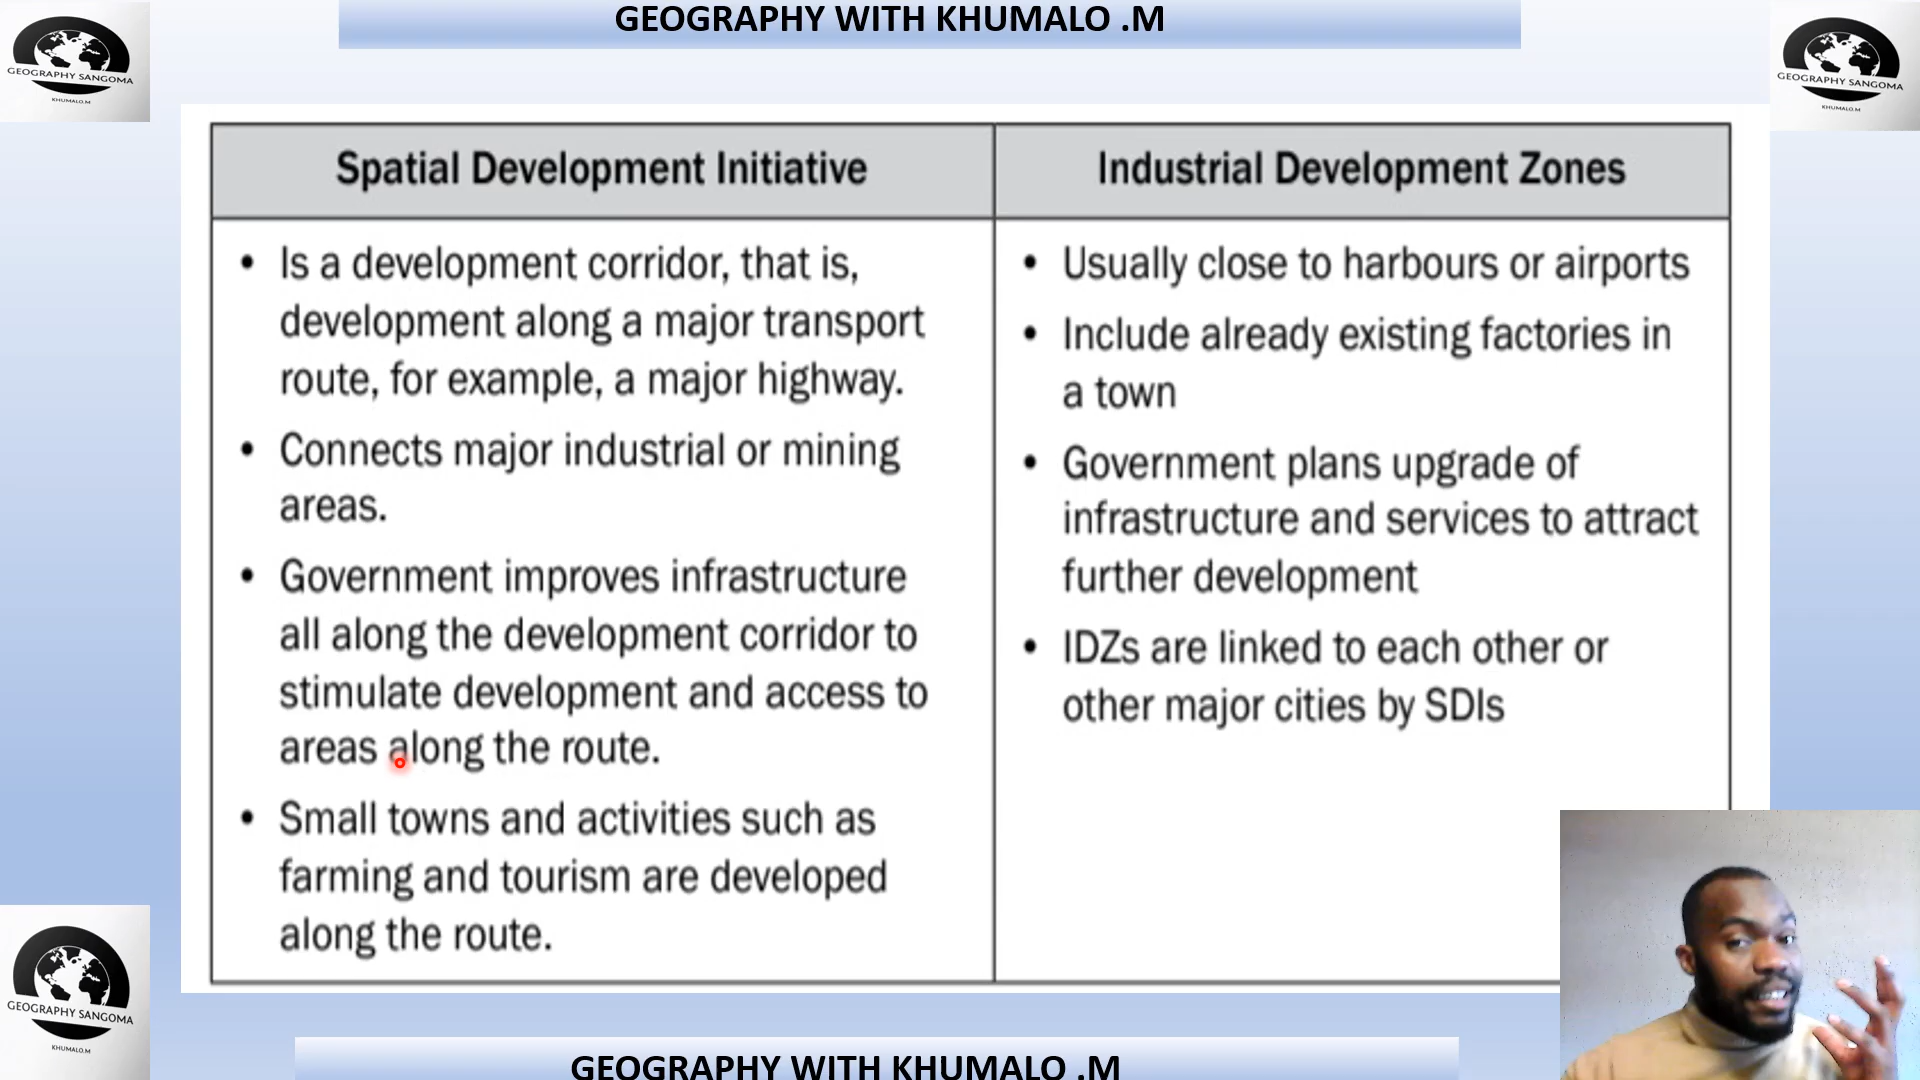 GEOGRAPHY WITH KHUMALO .M
GEOGRAPHY SANGOMA
KHUMALO.M
GEOGRAPHY SANGOMA
KHUMALO.M
Spatial Development Initiative
• Is a development corridor, that is,
development along a major transport
route, for example, a major highway.
• Connects major industrial or mining
areas.
• Government improves infrastructure
all along the development corridor to
stimulate development and access to
areas along the route.
• Small towns and activities such as
farming and tourism are developed
along the route.
Industrial Development Zones
• Usually close to harbours or airports
• Include already existing factories in
a town
• Government plans upgrade of
infrastructure and services to attract
further development
• IDZs are linked to each other or
other major cities by SDIs
GEOGRAPHY SANGOMA
KHUMALO.M
GEOGRAPHY WITH KHUMALO .M